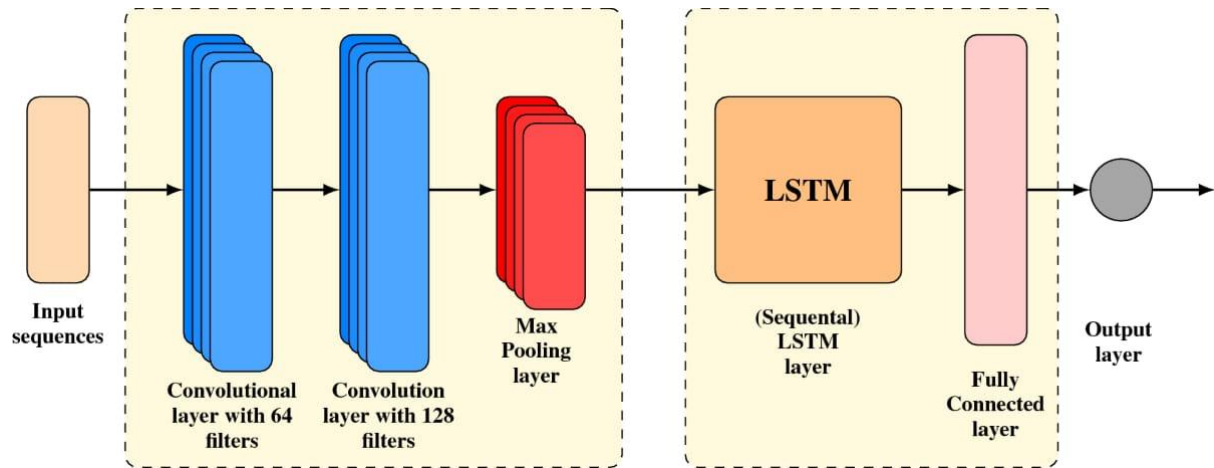 Input
sequences
Convolutional
layer with 64
filters
Convolution
layer with 128
filters
Max
Pooling
layer
LSTM
(Sequental)
LSTM
layer
Fully
Connected
layer
Output
layer